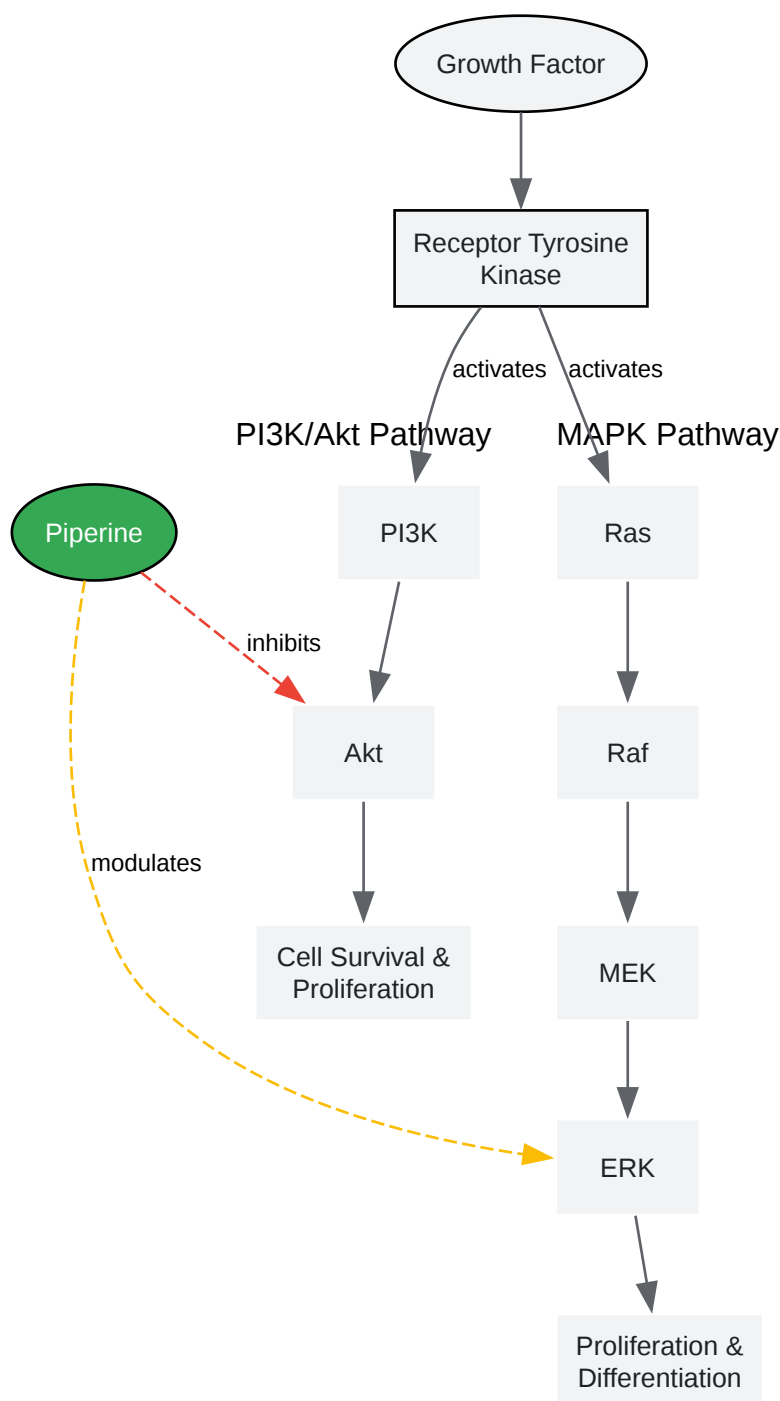 Growth Factor
Receptor Tyrosine
Kinase
activates
activates
PI3K/Akt Pathway
MAPK Pathway
Piperine
PI3K
Ras
inhibits
Akt
Raf
modulates
Cell Survival &
Proliferation
MEK
ERK
Proliferation &
Differentiation